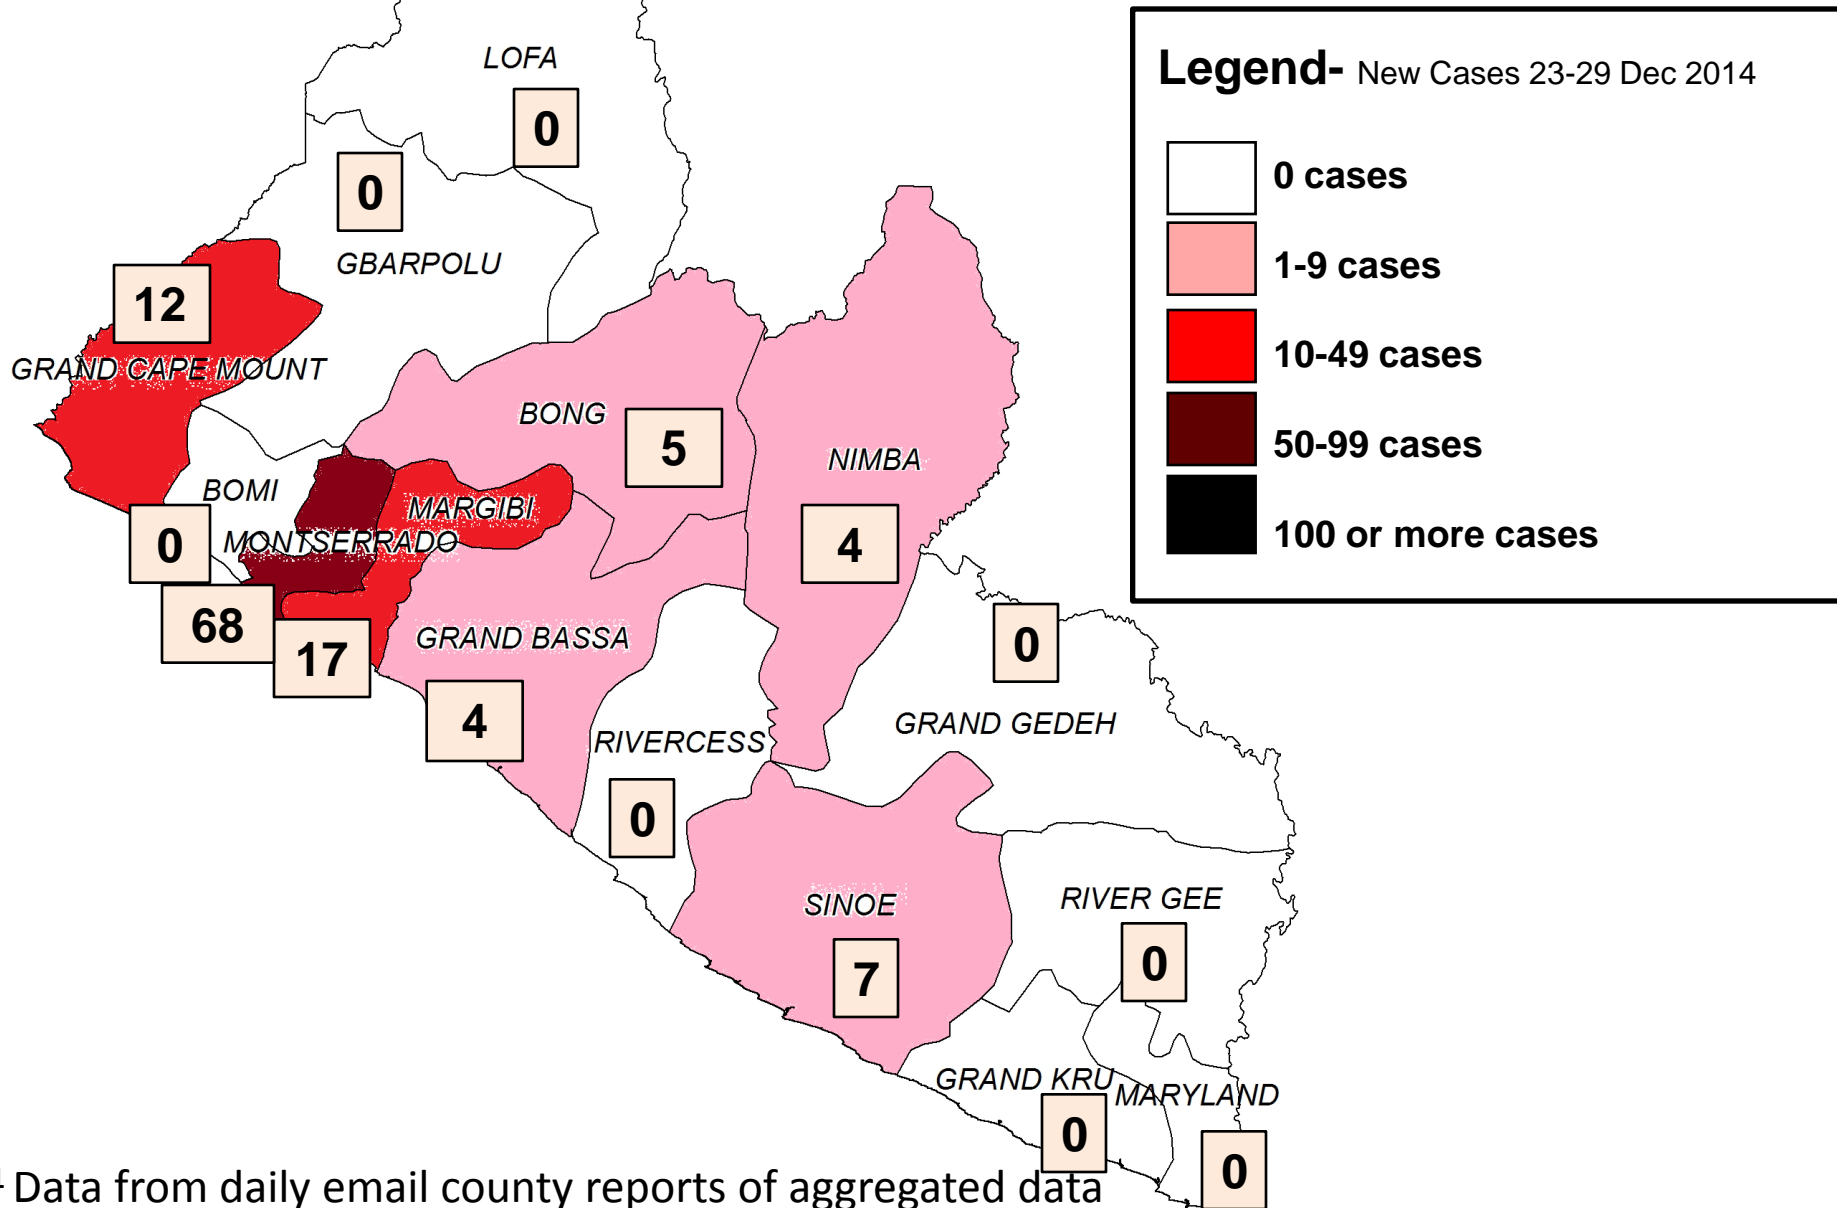 LOFA
0
0
GBARPOLU
12
GRAND CAPE MOUNT
BONG
5
NIMBA
4
BOMI
0
MARGIBI
MONTSERRADO
68
17
GRAND BASSA
4
RIVERCESS
0
0
GRAND GEDEH
SINOE
7
RIVER GEE
0
GRAND KRU
0
MARYLAND
0
Legend- New Cases 23-29 Dec 2014
0 cases
1-9 cases
10-49 cases
50-99 cases
100 or more cases
Data from daily email county reports of aggregated data